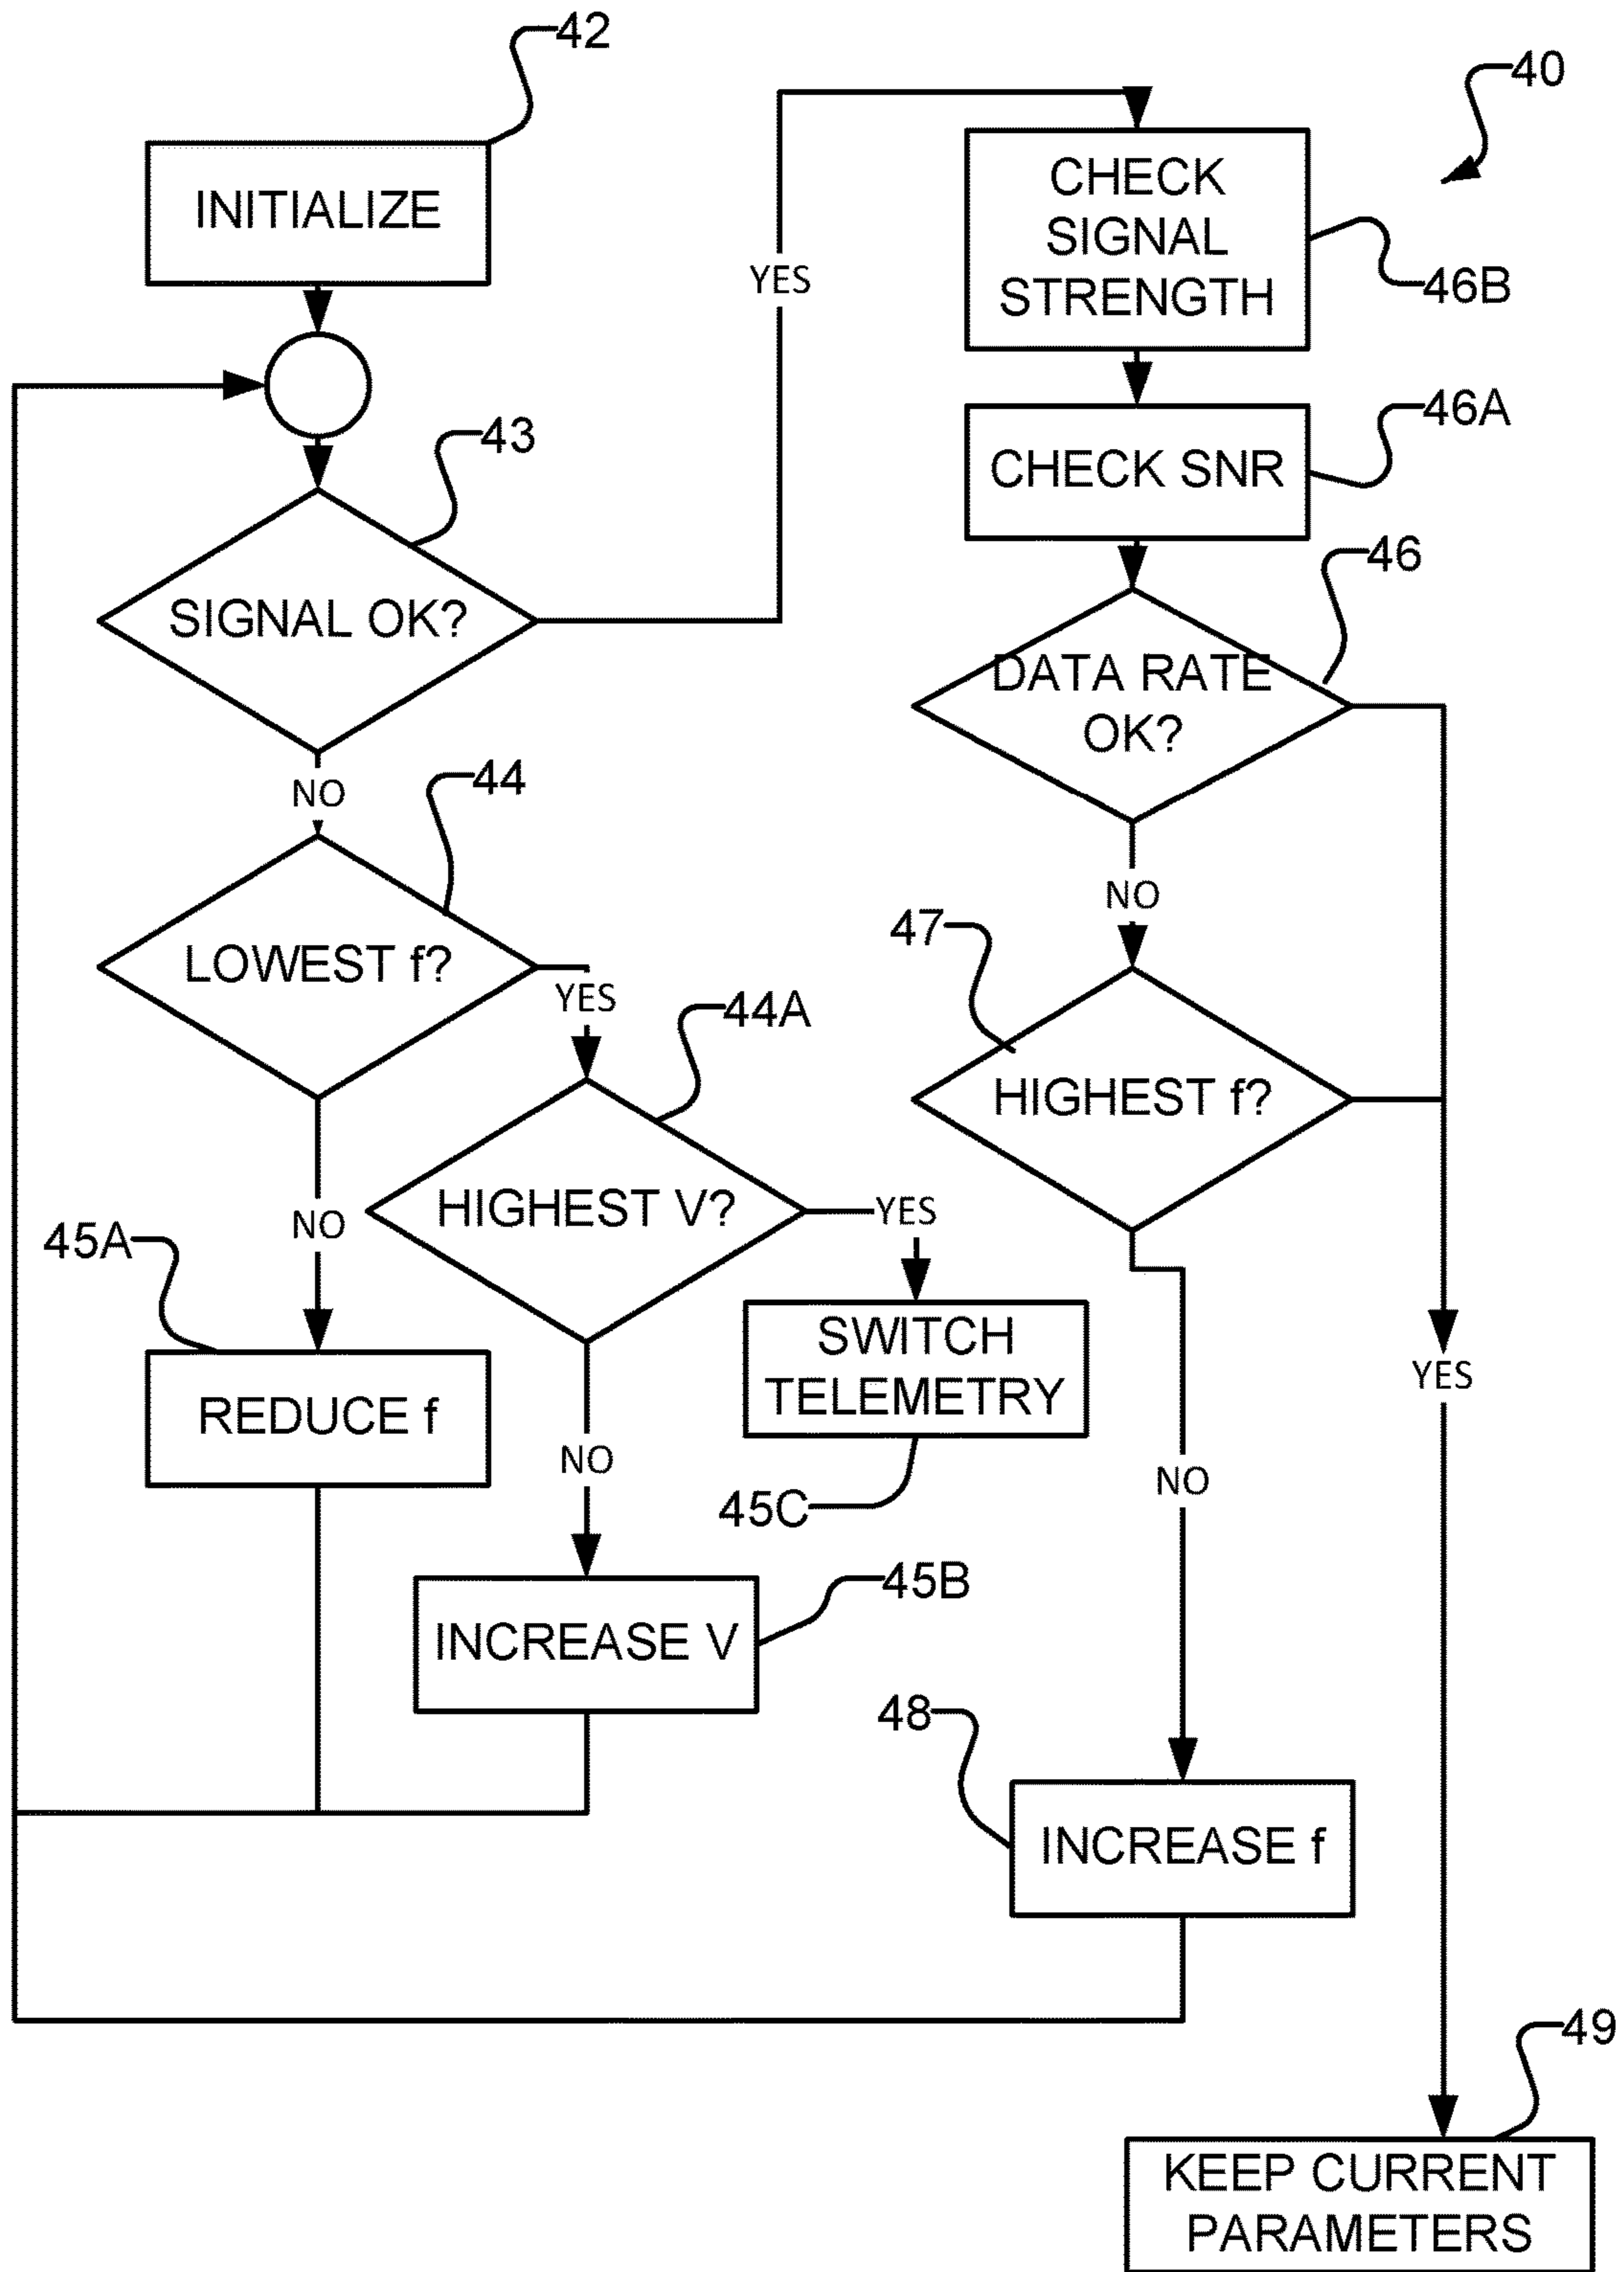 42
40
INITIALIZE
CHECK
SIGNAL
STRENGTH
YES
46B
46A
43
CHECK SNR
46
SIGNAL OK?
DATA RATE
OK?
44
NO
NO
47
LOWEST f?
YES
44A
HIGHEST f?
HIGHEST V?
YES
NO
45A
SWITCH
TELEMETRY
YES
REDUCE f
NO
NO
45C
45B
INCREASE V
48
INCREASE f
49
KEEP CURRENT
PARAMETERS